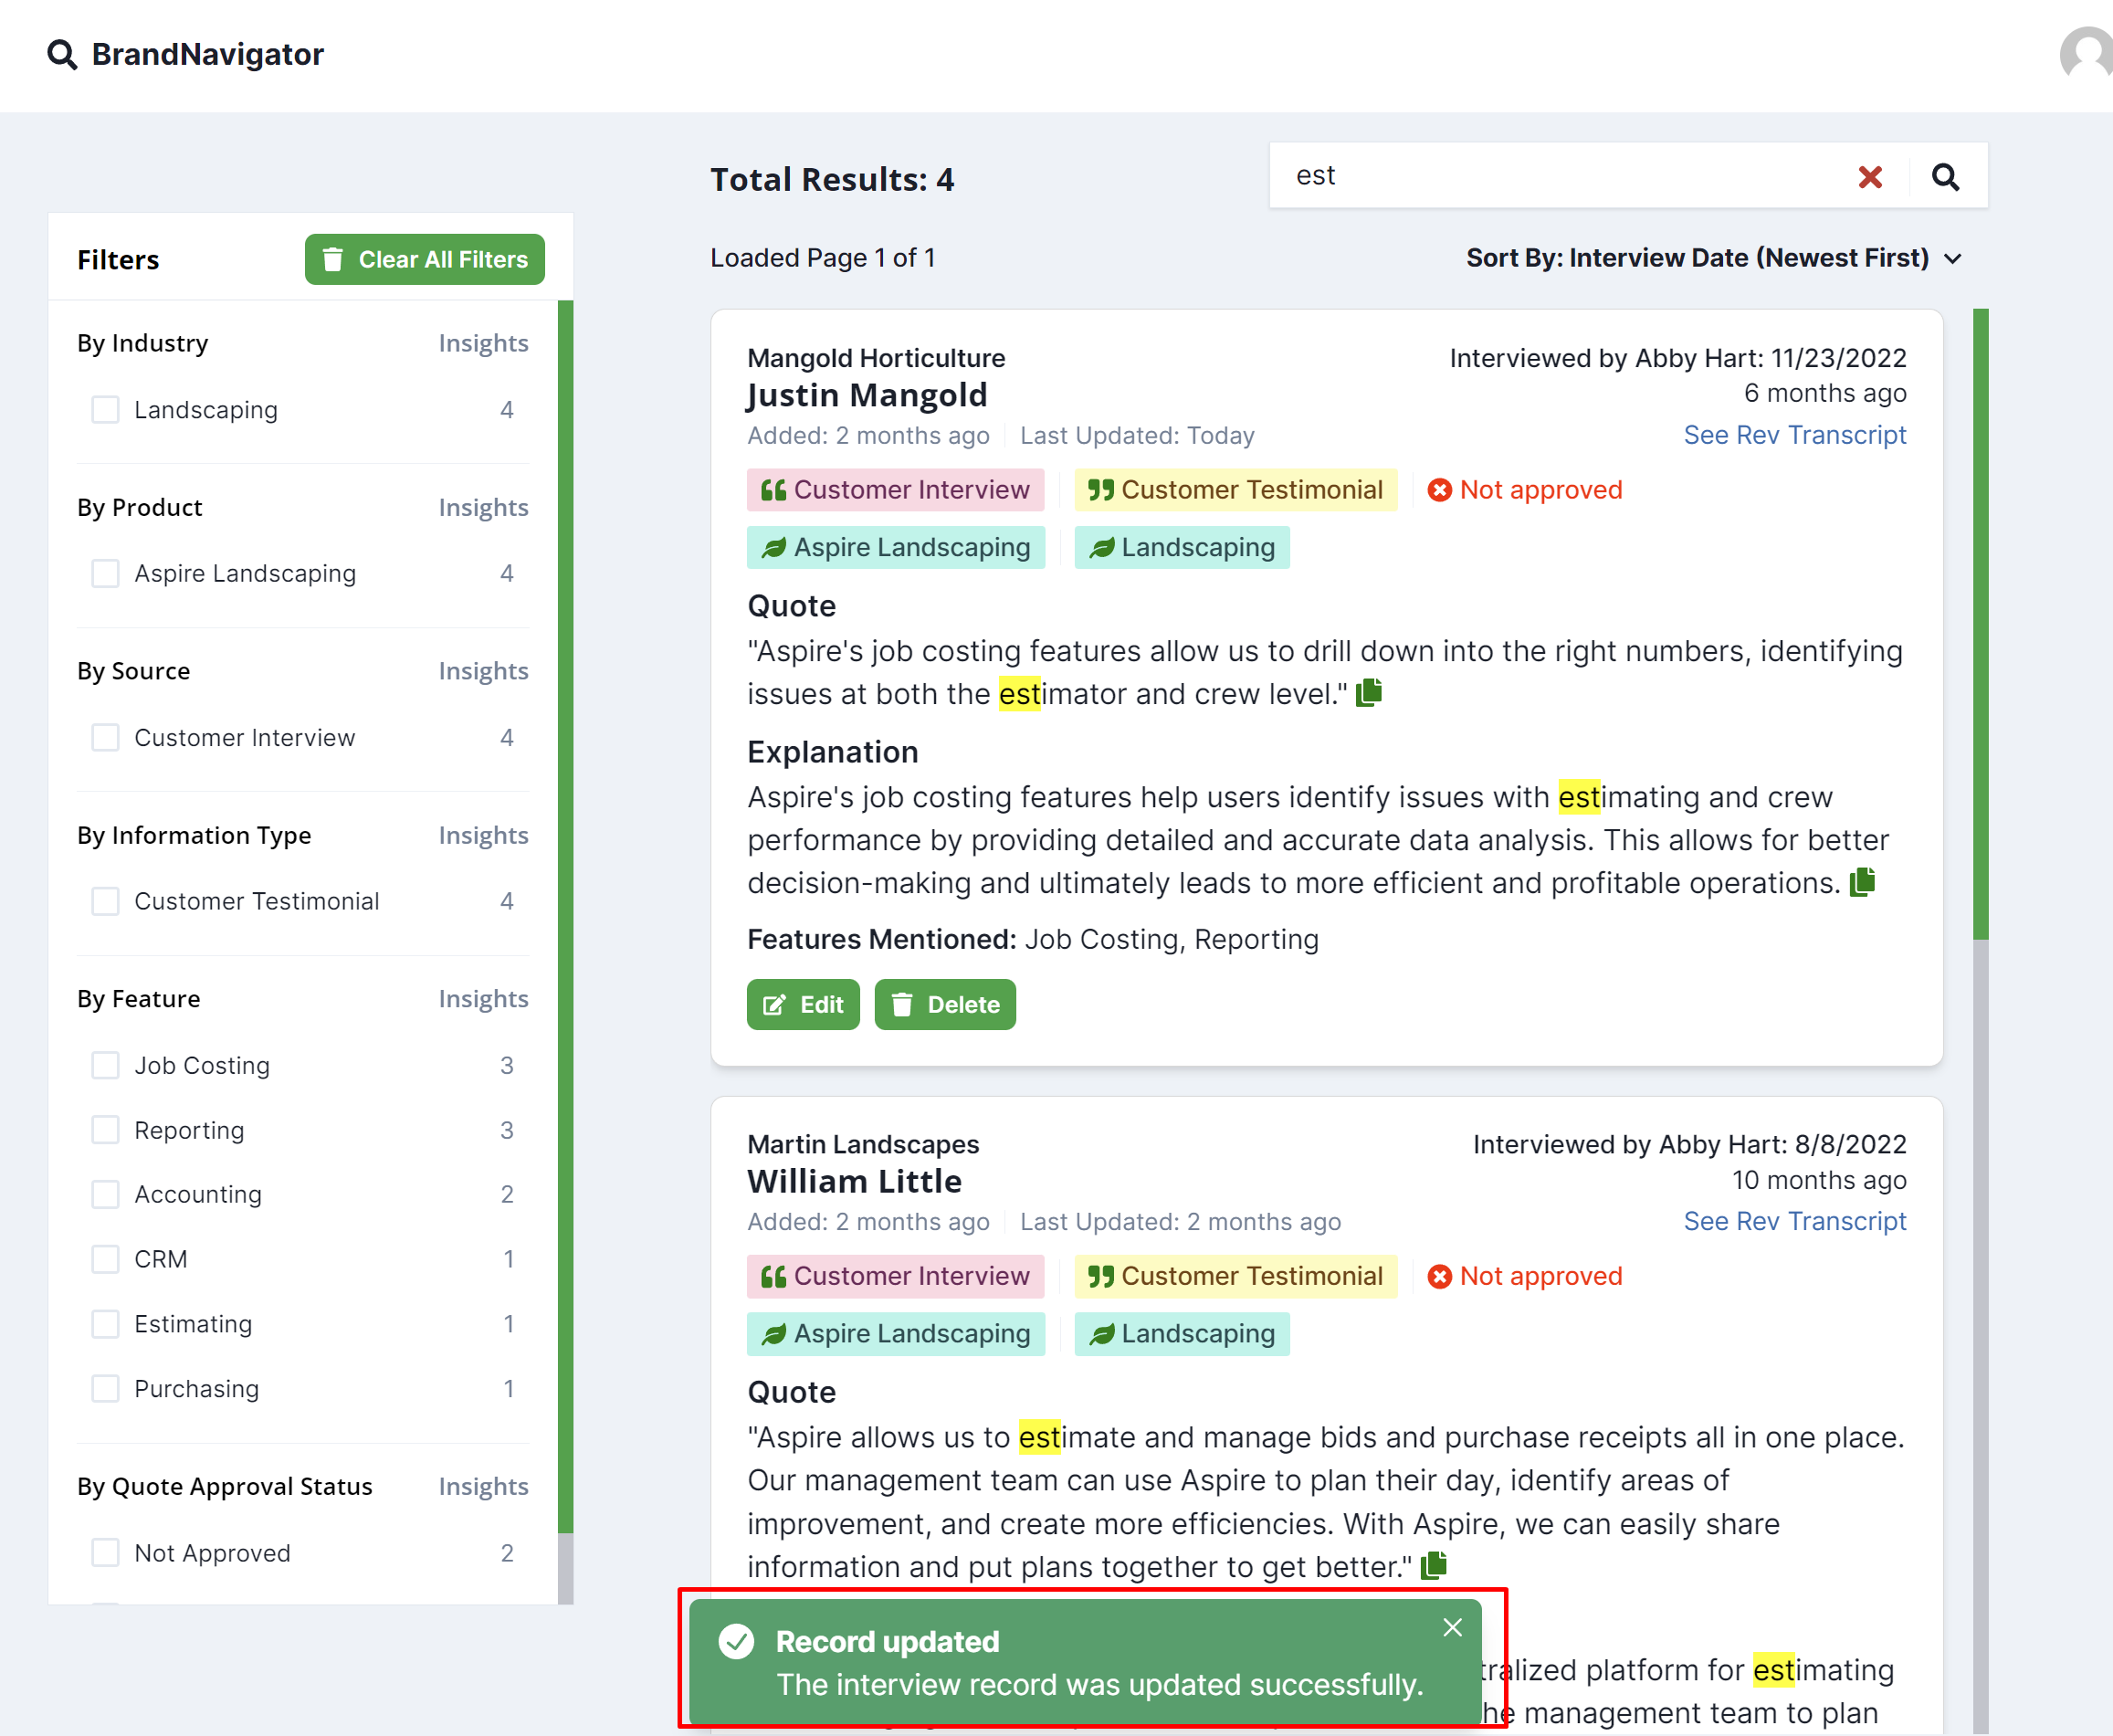 BrandNavigator
Total Results: 4
est
Filters
Clear All Filters
Loaded Page 1 of 1
Sort By: Interview Date (Newest First)
By Industry
Insights
Landscaping
4
By Product
Insights
Aspire Landscaping
4
By Source
Insights
Customer Interview
4
By Information Type
Insights
Customer Testimonial
4
By Feature
Insights
Job Costing
3
Reporting
3
Accounting
2
CRM
1
Estimating
1
Purchasing
1
By Quote Approval Status
Insights
Not Approved
2
Mangold Horticulture
Justin Mangold
Added: 2 months ago
Last Updated: Today
Interviewed by Abby Hart: 11/23/2022
6 months ago
See Rev Transcript
Customer Interview
Customer Testimonial
Not approved
Aspire Landscaping
Landscaping
Quote
"Aspire's job costing features allow us to drill down into the right numbers, identifying
issues at both the estimator and crew level."
Explanation
Aspire's job costing features help users identify issues with estimating and crew
performance by providing detailed and accurate data analysis. This allows for better
decision-making and ultimately leads to more efficient and profitable operations.
Features Mentioned: Job Costing, Reporting
Edit
Delete
Martin Landscapes
William Little
Added: 2 months ago
Last Updated: 2 months ago
Interviewed by Abby Hart: 8/8/2022
10 months ago
See Rev Transcript
Customer Interview
Customer Testimonial
Not approved
Aspire Landscaping
Landscaping
Quote
"Aspire allows us to estimate and manage bids and purchase receipts all in one place.
Our management team can use Aspire to plan their day, identify areas of
improvement, and create more efficiencies. With Aspire, we can easily share
information and put plans together to get better."
Record updated
The interview record was updated successfully.
platform for estimating
management team to plan